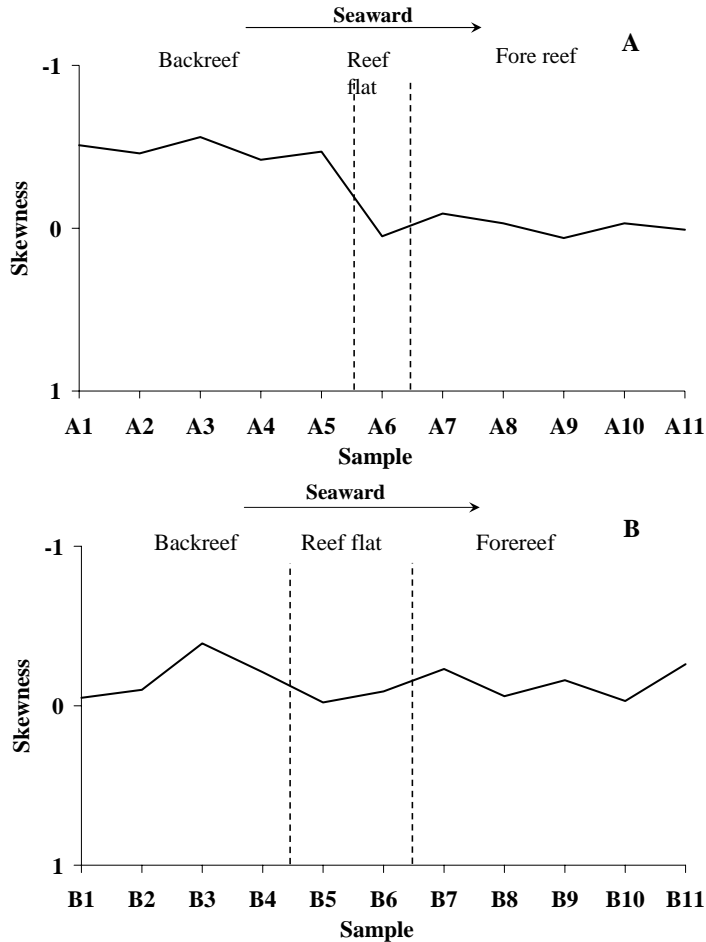 Seaward
A
Backreef
Reef
flat
Fore reef
-1
0
1
Skewness
A1 A2 A3 A4 A5 A6 A7 A8 A9 A10 A11
Sample
Seaward
B
Backreef
Reef flat
Forereef
-1
0
1
Skewness
B1 B2 B3 B4 B5 B6 B7 B8 B9 B10 B11
Sample